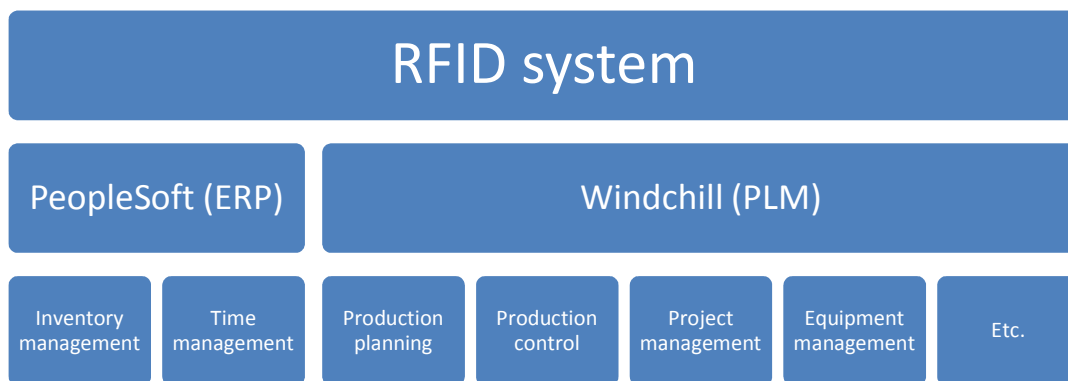 RFID system
PeopleSoft (ERP)
Windchill (PLM)
Inventory
management
Time
management
Production
planning
Production
control
Project
management
Equipment
management
Etc.